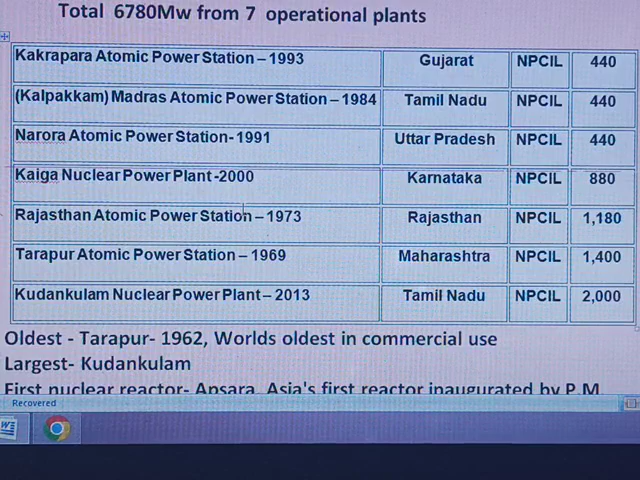 Total 6780Mw from 7 operational plants
Kakrapara Atomic Power Station – 1993 Gujarat NPCIL 440
(Kalpakkam) Madras Atomic Power Station – 1984 Tamil Nadu NPCIL 440
Narora Atomic Power Station- 1991 Uttar Pradesh NPCIL 440
Kaiga Nuclear Power Plant -2000 Karnataka NPCIL 880
Rajasthan Atomic Power Station – 1973 Rajasthan NPCIL 1,180
Tarapur Atomic Power Station – 1969 Maharashtra NPCIL 1,400
Kudankulam Nuclear Power Plant – 2013 Tamil Nadu NPCIL 2,000
Oldest - Tarapur- 1962, Worlds oldest in commercial use
Largest- Kudankulam
First nuclear reactor- Apsara, Asia's first reactor inaugurated by P.M.
Recovered
W